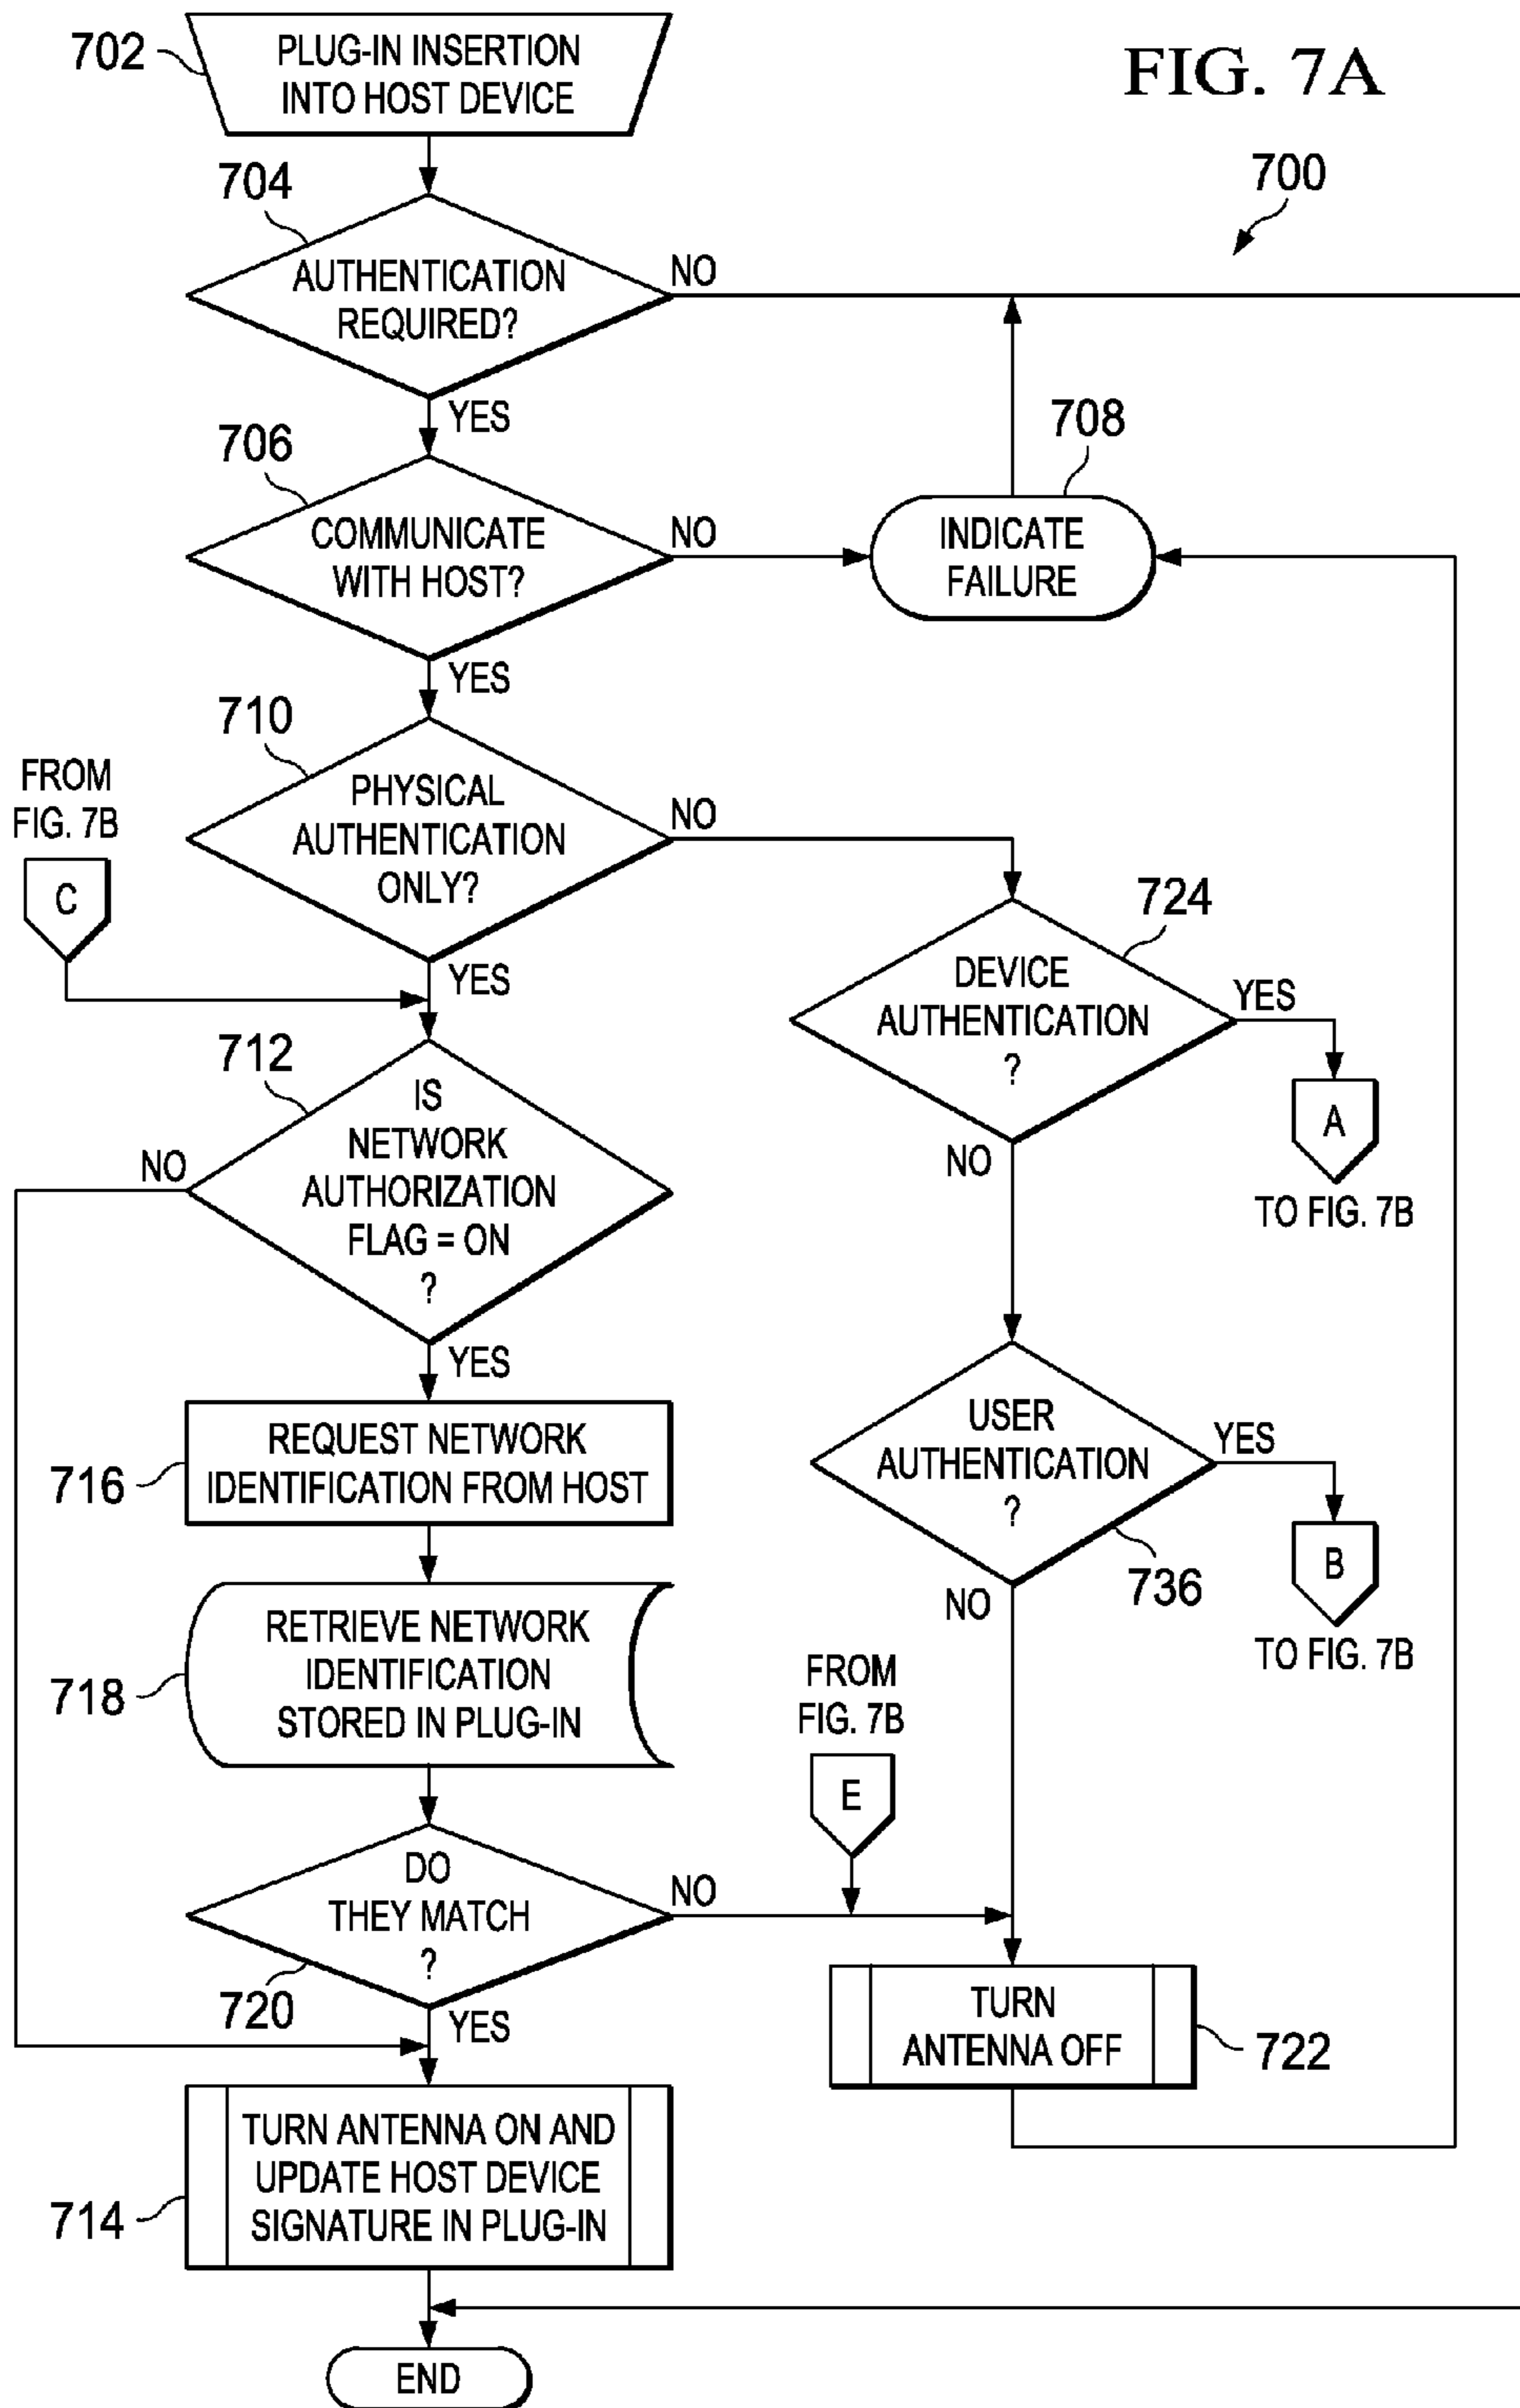 FIG. 7A
700
702
PLUG-IN INSERTION
INTO HOST DEVICE
704
AUTHENTICATION
REQUIRED?
NO
YES
706
COMMUNICATE
WITH HOST?
NO
YES
708
INDICATE
FAILURE
710
PHYSICAL
AUTHENTICATION
ONLY?
NO
YES
FROM
FIG. 7B
C
724
DEVICE
AUTHENTICATION
?
YES
NO
A
TO FIG. 7B
712
IS
NETWORK
AUTHORIZATION
FLAG = ON
?
NO
YES
716
REQUEST NETWORK
IDENTIFICATION FROM HOST
USER
AUTHENTICATION
?
YES
NO
736
B
TO FIG. 7B
718
RETRIEVE NETWORK
IDENTIFICATION
STORED IN PLUG-IN
FROM
FIG. 7B
E
DO
THEY MATCH
?
NO
720
YES
TURN
ANTENNA OFF
722
714
TURN ANTENNA ON AND
UPDATE HOST DEVICE
SIGNATURE IN PLUG-IN
END